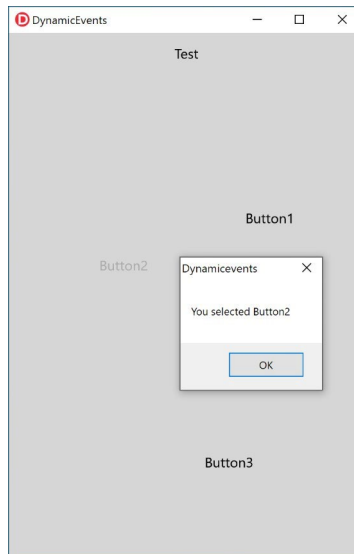 DynamicEvents
Test
Button1
Button2
Dynamicevents
You selected Button2
OK
Button3